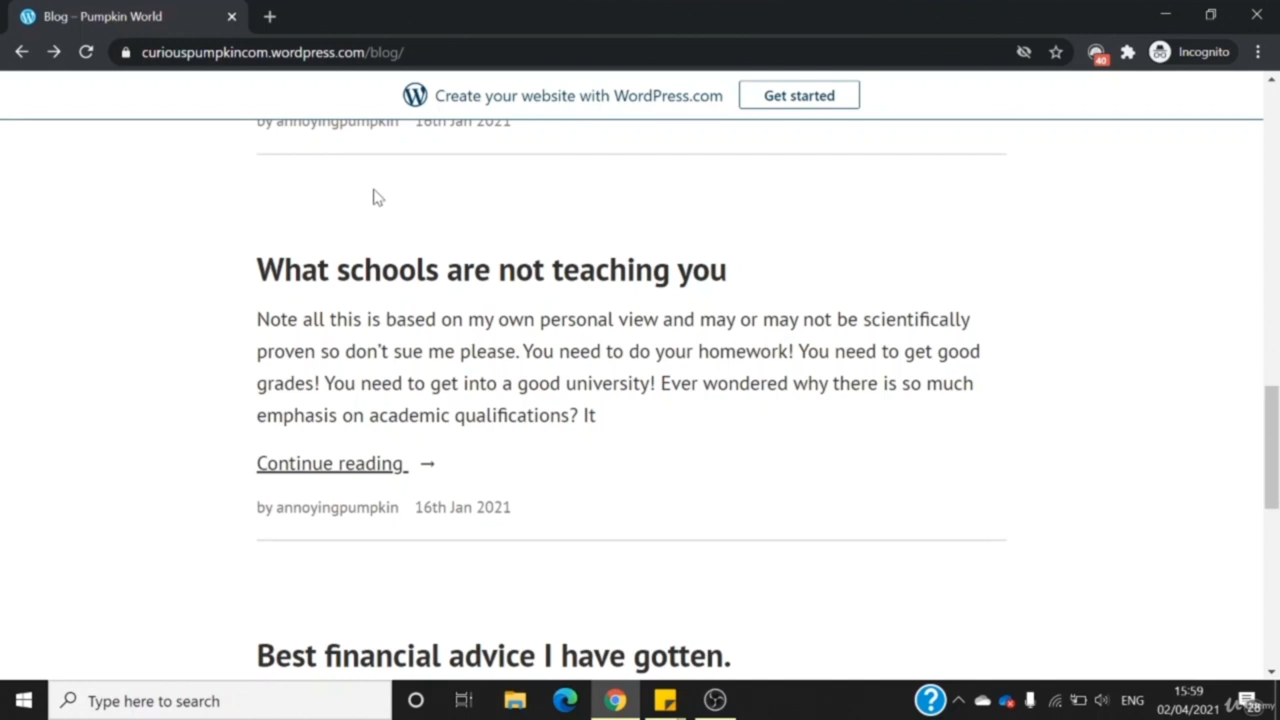 Blog – Pumpkin World
curiouspumpkincom.wordpress.com/blog/
40
Incognito
Create your website with WordPress.com
Get started
by annoyingpumpkin 16th Jan 2021
What schools are not teaching you
Note all this is based on my own personal view and may or may not be scientifically
proven so don't sue me please. You need to do your homework! You need to get good
grades! You need to get into a good university! Ever wondered why there is so much
emphasis on academic qualifications? It
Continue reading →
by annoyingpumpkin 16th Jan 2021
Best financial advice I have gotten.
Type here to search
ENG
15:59
02/04/2021
28